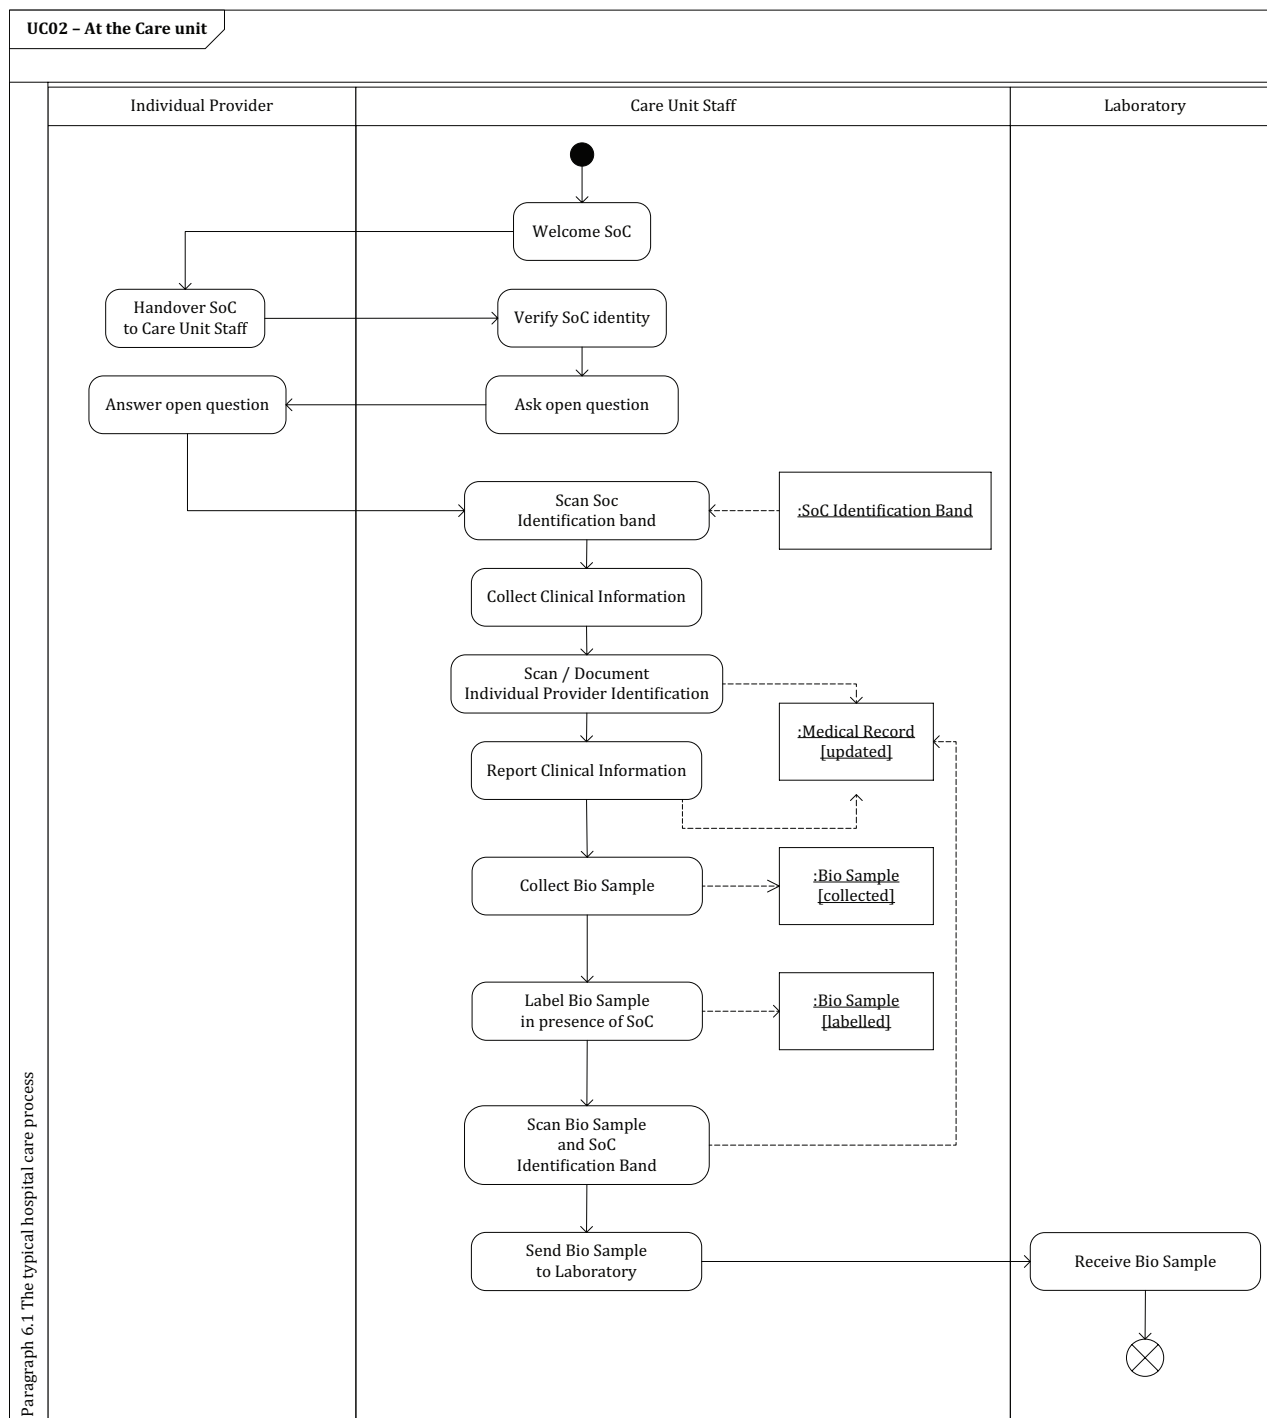 UC02 – At the Care unit
Individual Provider
Care Unit Staff
Laboratory
Welcome SoC
Handover SoC
to Care Unit Staff
Verify SoC identity
Answer open question
Ask open question
Scan Soc
Identification band
:SoC Identification Band
Collect Clinical Information
Scan / Document
Individual Provider Identification
:Medical Record
[updated]
Report Clinical Information
Collect Bio Sample
:Bio Sample
[collected]
Label Bio Sample
in presence of SoC
:Bio Sample
[labelled]
Scan Bio Sample
and SoC
Identification Band
Send Bio Sample
to Laboratory
Receive Bio Sample
Paragraph 6.1 The typical hospital care process